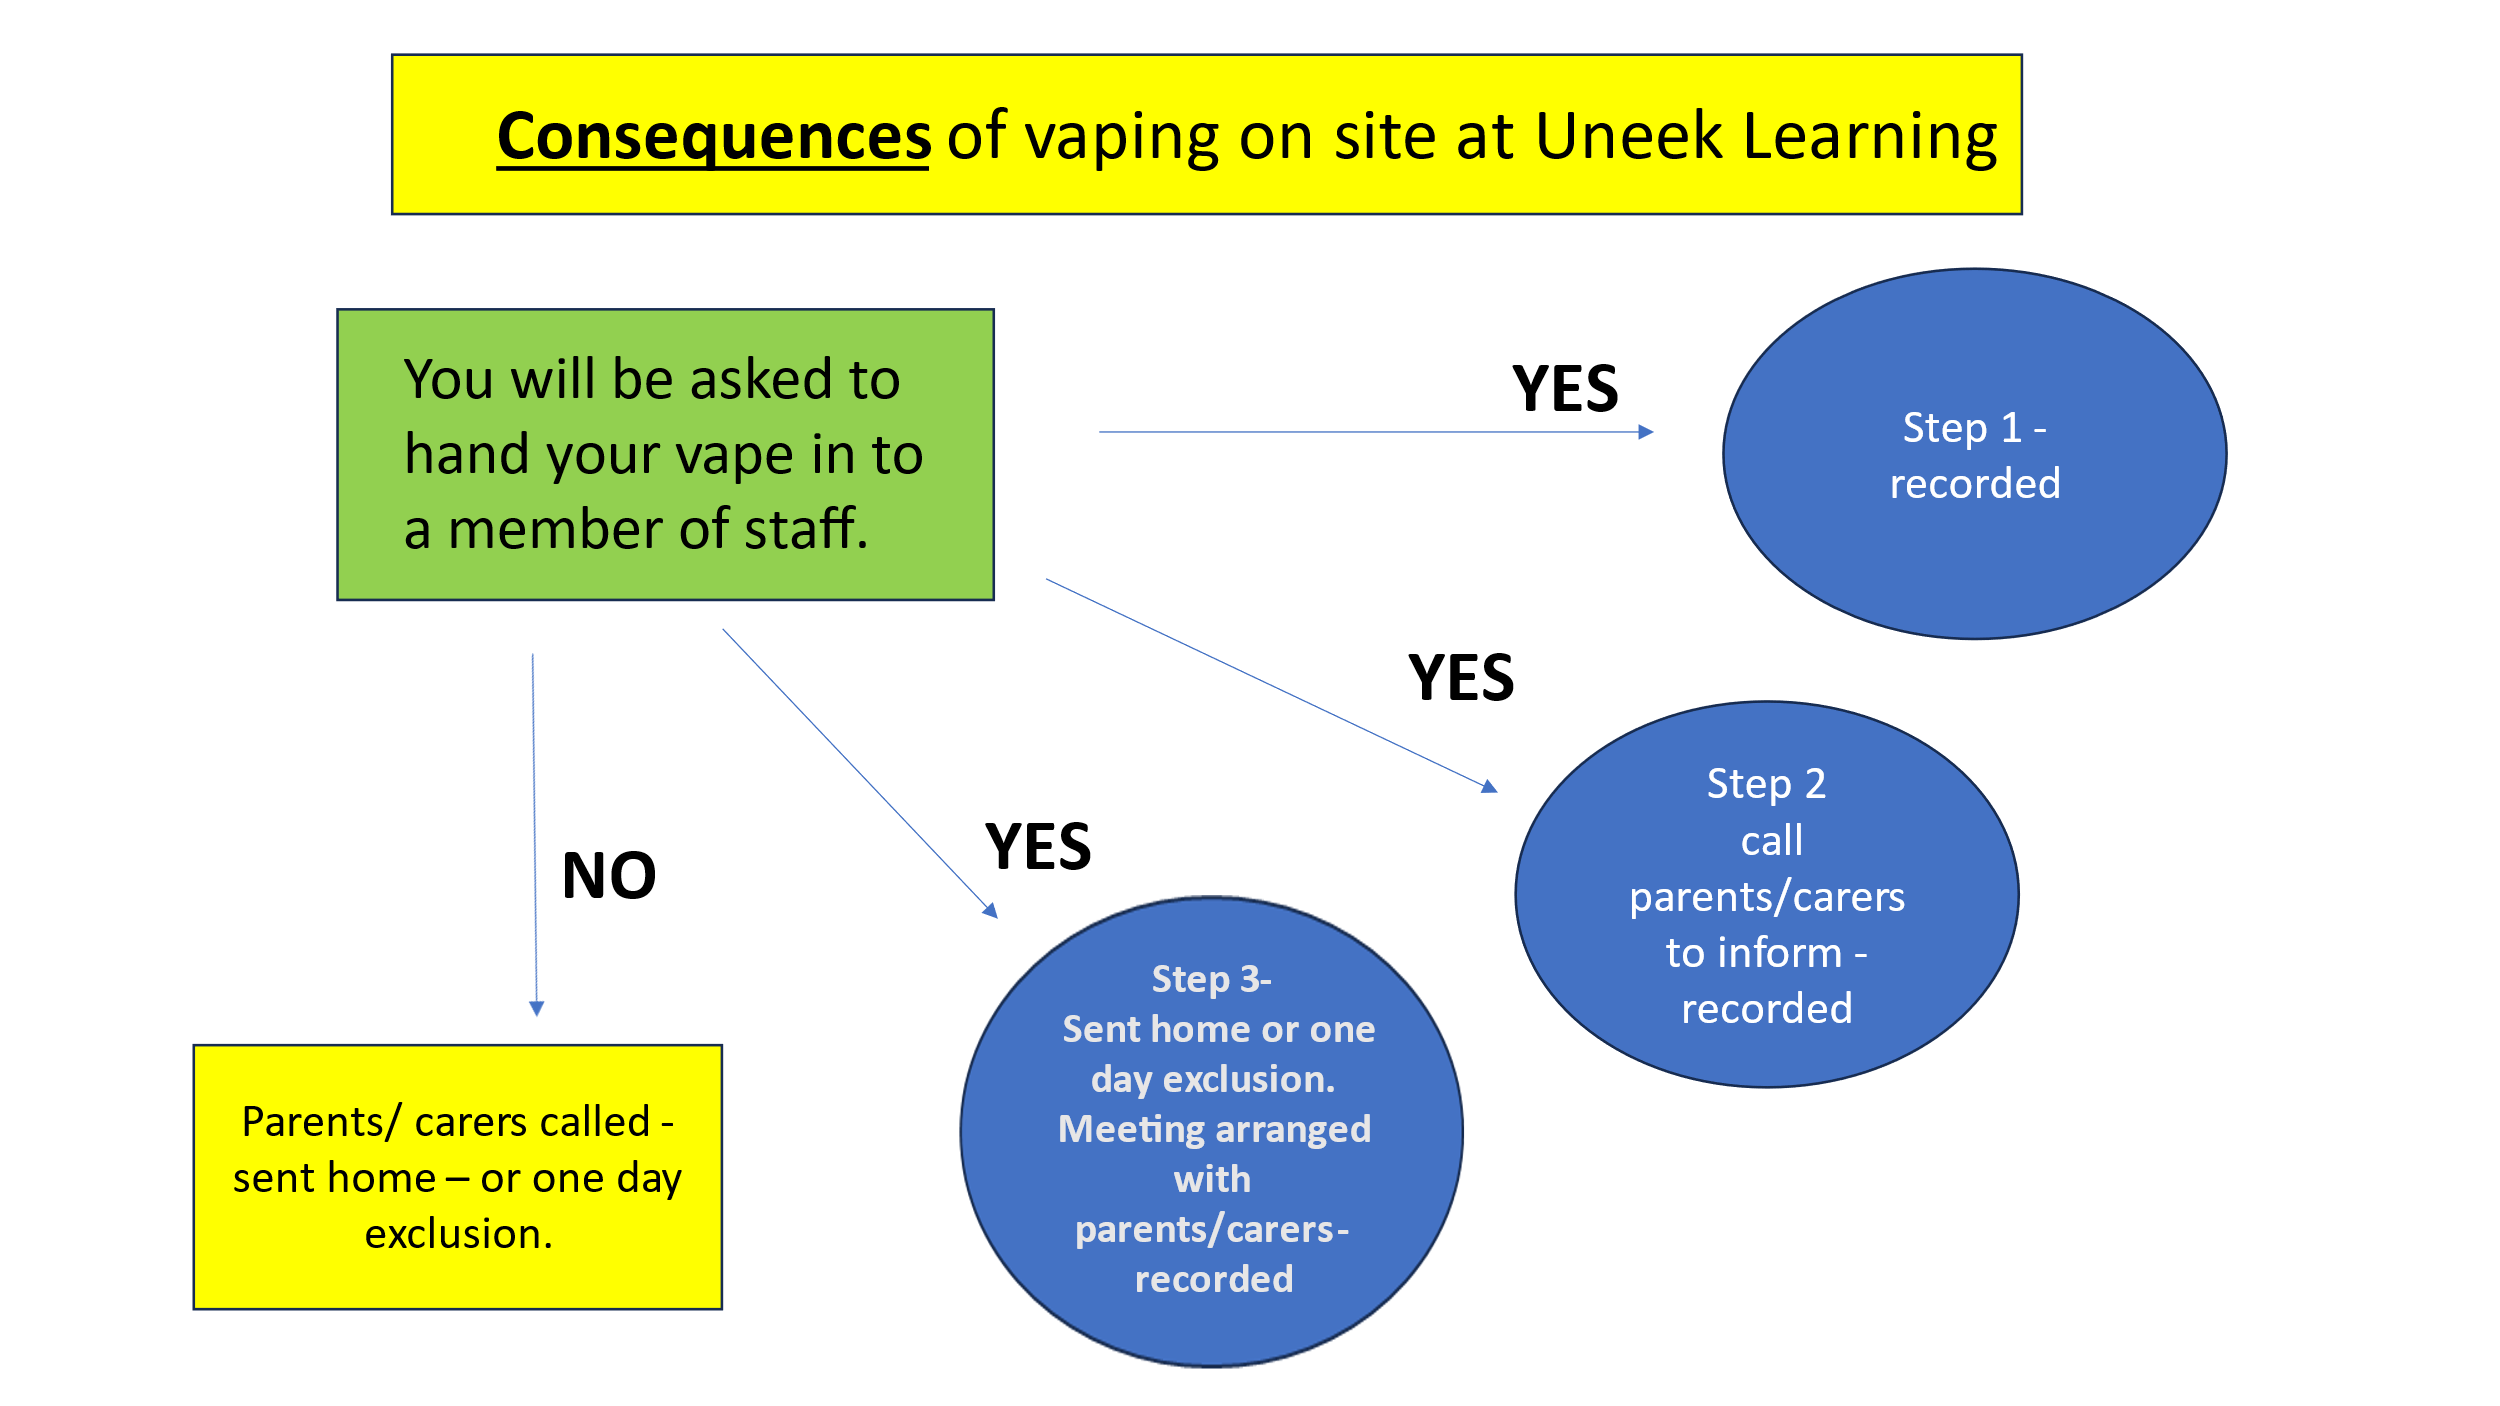 Consequences of vaping on site at Uneek Learning
You will be asked to
hand your vape in to
a member of staff.
YES
Step 1 -
recorded
YES
Step 2
call
parents/carers
to inform -
recorded
YES
Step 3-
Sent home or one
day exclusion.
Meeting arranged
with
parents/carers-
recorded
NO
Parents/ carers called -
sent home – or one day
exclusion.